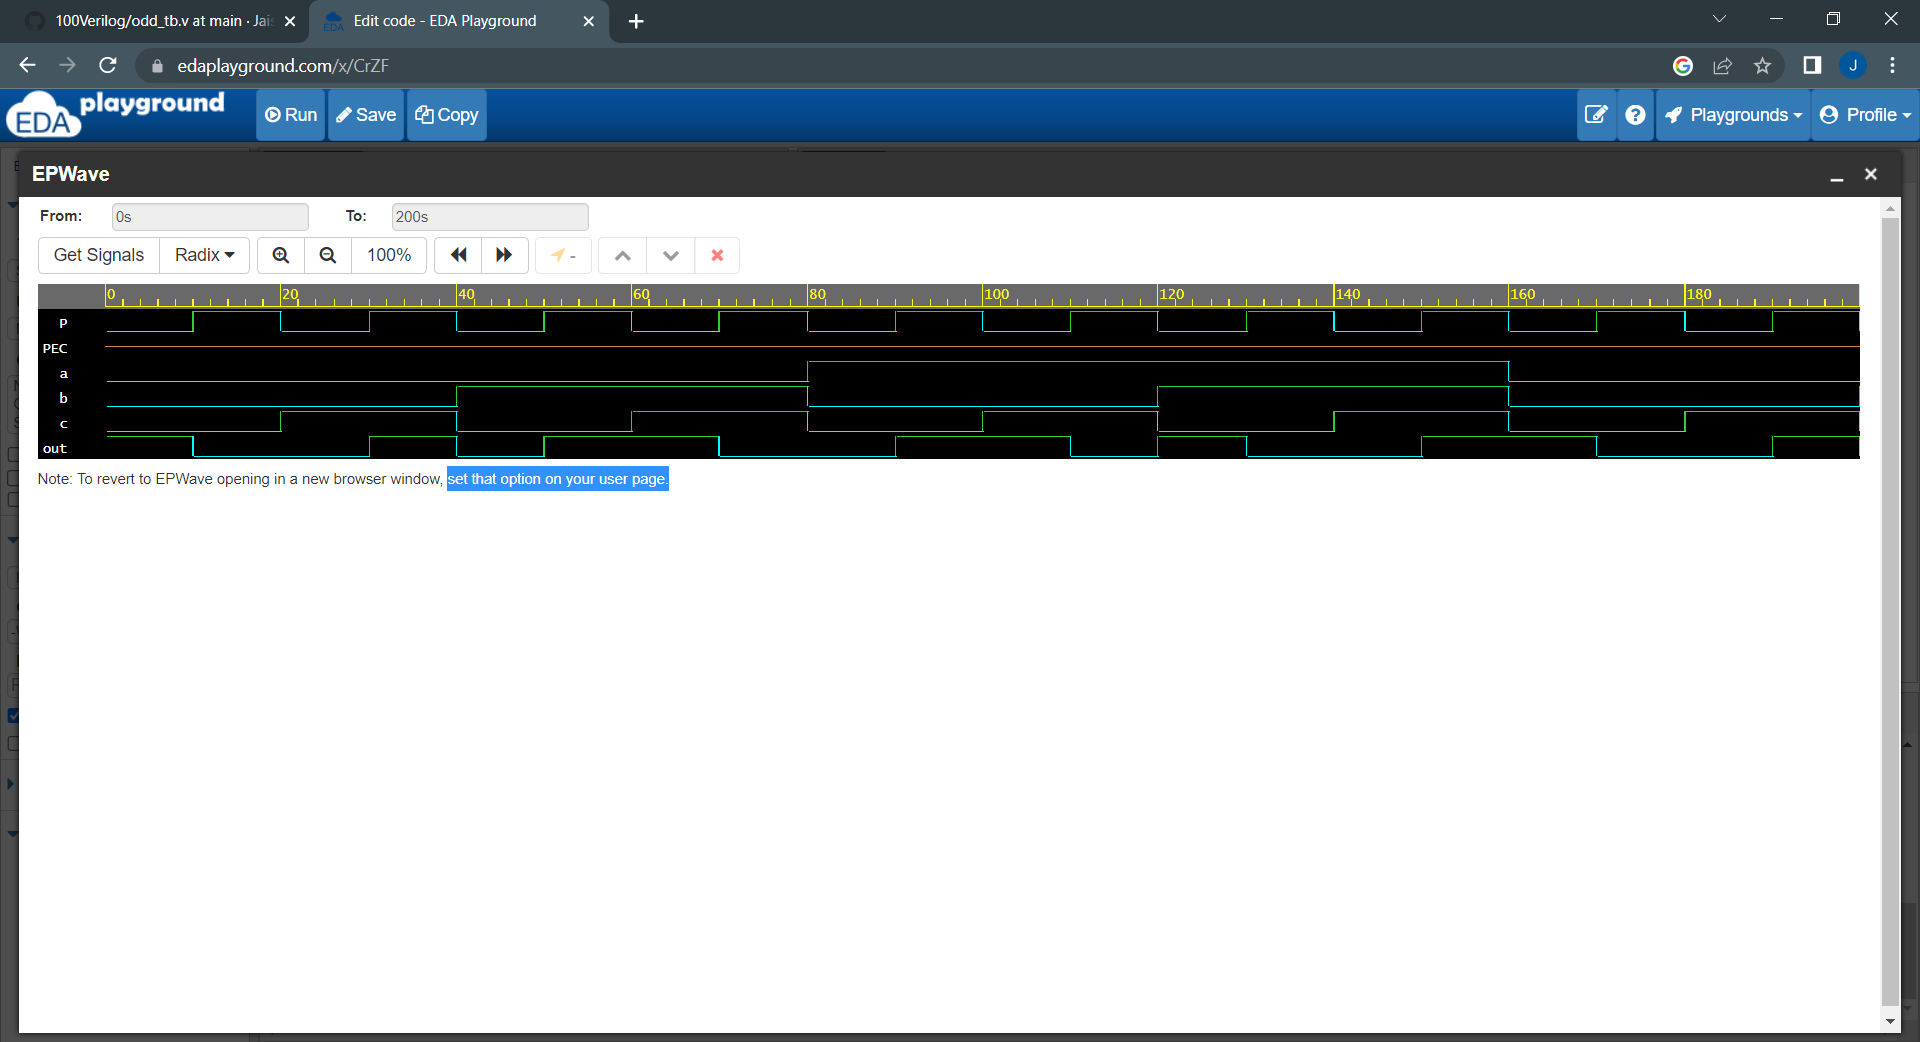 100Verilog/odd_tb.v at main · Jais
Edit code - EDA Playground
edaplayground.com/x/CrZF
J
EDA playground
Run
Save
Copy
Playgrounds
Profile
EPWave
From: 0s To: 200s
Get Signals Radix 100% -
0 20 40 60 80 100 120 140 160 180
P
PEC
a
b
c
out
Note: To revert to EPWave opening in a new browser window, set that option on your user page.